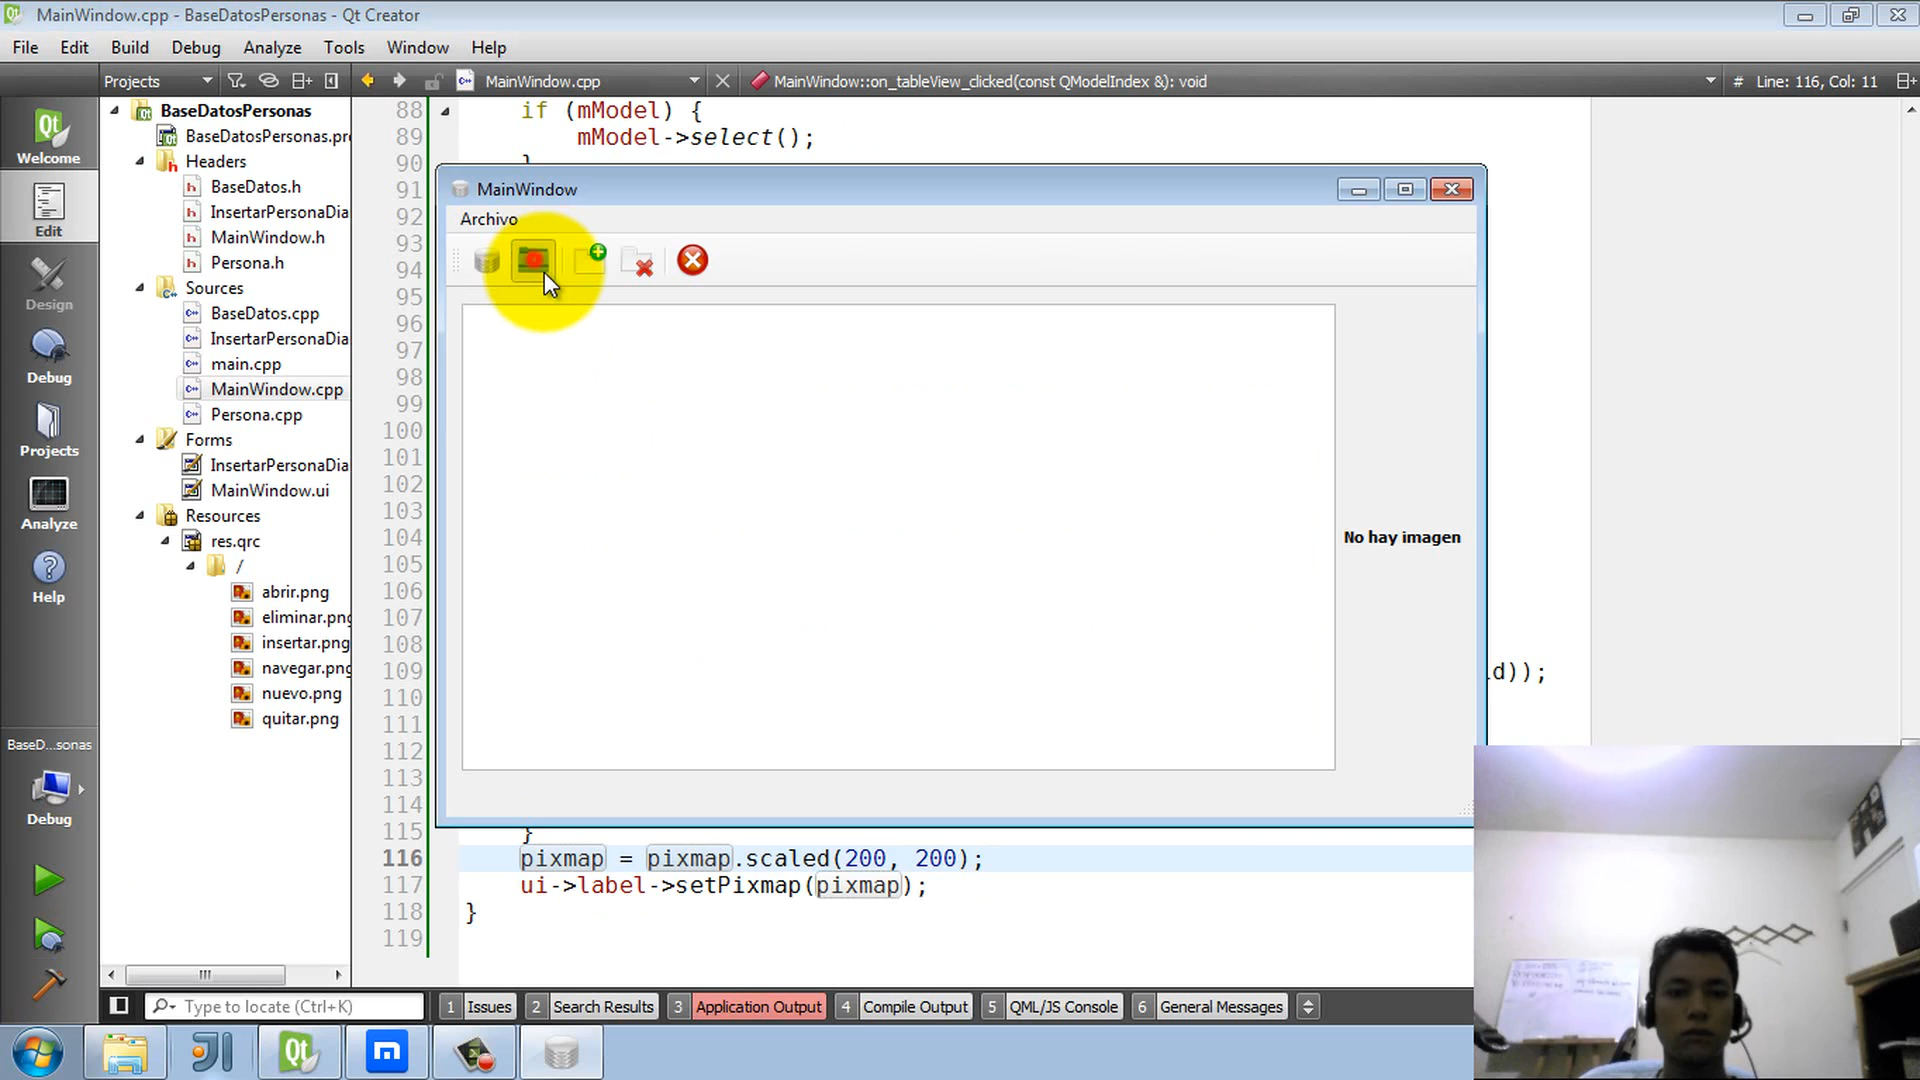 MainWindow.cpp - BaseDatosPersonas - Qt Creator
File Edit Build Debug Analyze Tools Window Help
Projects MainWindow.cpp MainWindow::on_tableView_clicked(const QModelIndex &): void # Line: 116, Col: 11
Welcome
Edit
Design
Debug
Projects
Analyze
Help
BaseD...sonas
Debug
BaseDatosPersonas
BaseDatosPersonas.pr
Headers
BaseDatos.h
InsertarPersonaDia
MainWindow.h
Persona.h
Sources
BaseDatos.cpp
InsertarPersonaDia
main.cpp
MainWindow.cpp
Persona.cpp
Forms
InsertarPersonaDia
MainWindow.ui
Resources
res.qrc
/
abrir.png
eliminar.png
insertar.png
navegar.png
nuevo.png
quitar.png
88 if (mModel) {
89 mModel->select();
90 }
91
92
93
94
95
96
97
98
99
100
101
102
103
104
105
106
107
108
109 d));
110
111
112
113
114
115 }
116 pixmap = pixmap.scaled(200, 200);
117 ui->label->setPixmap(pixmap);
118 }
119
MainWindow
Archivo
No hay imagen
Type to locate (Ctrl+K) 1 Issues 2 Search Results 3 Application Output 4 Compile Output 5 QML/JS Console 6 General Messages